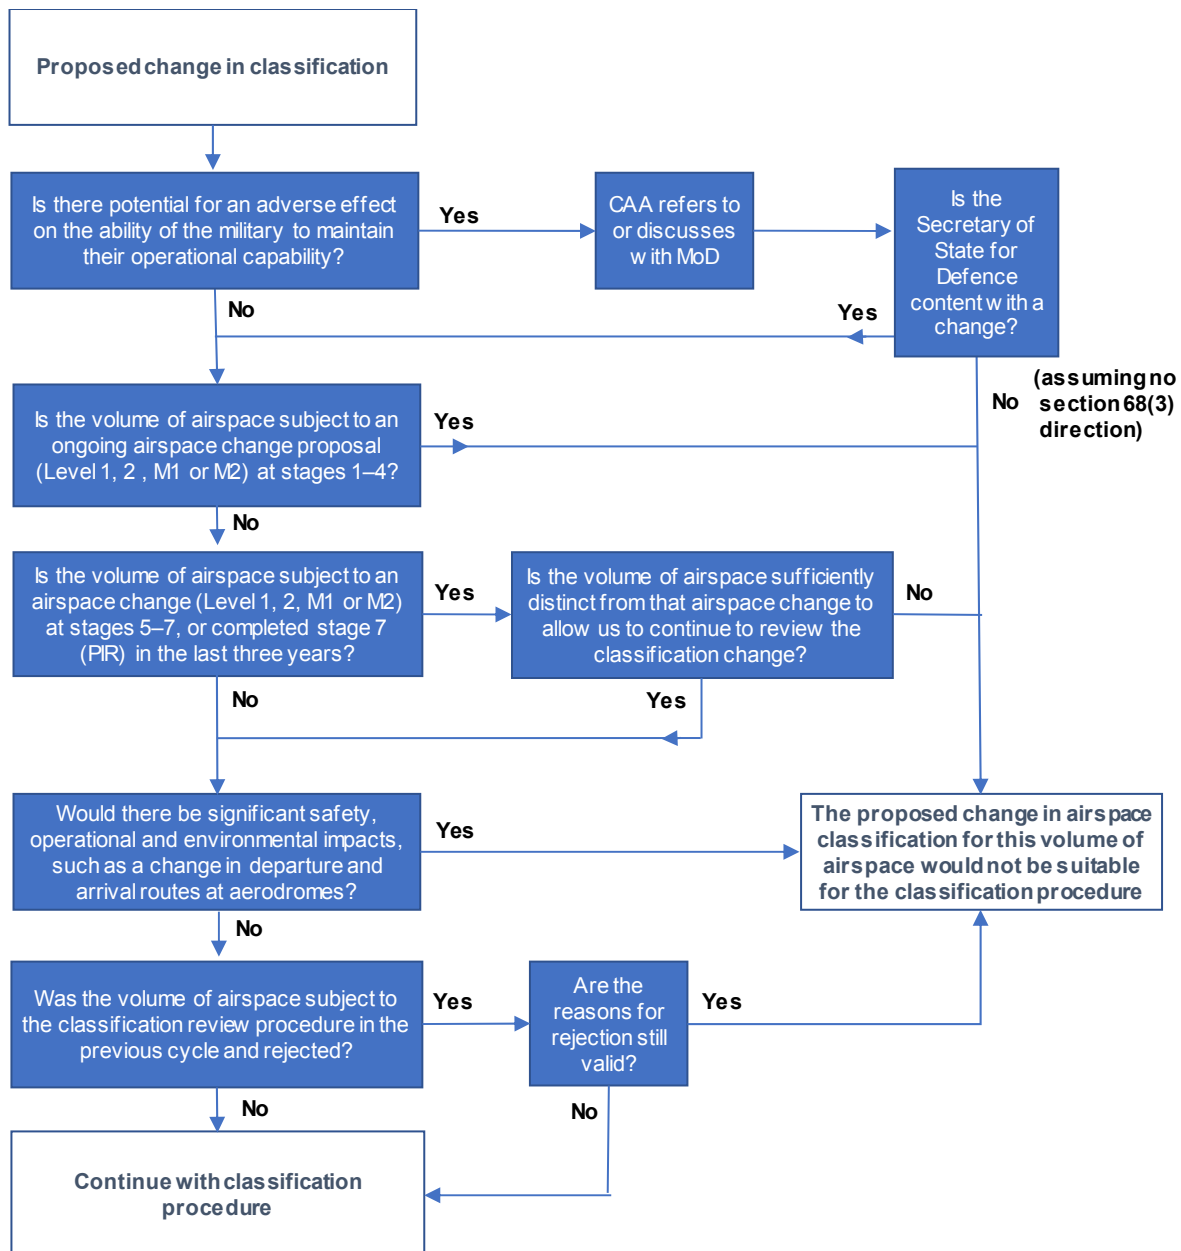 Proposed change in classification
Is there potential for an adverse effect
on the ability of the military to maintain
their operational capability?
Yes
CAA refers to
or discusses
with MoD
Is the
Secretary of
State for
Defence
content with a
change?
No
Yes
No
(assuming no
section 68(3)
direction)
Is the volume of airspace subject to an
ongoing airspace change proposal
(Level 1, 2 , M1 or M2) at stages 1–4?
Yes
No
Is the volume of airspace subject to an
airspace change (Level 1, 2, M1 or M2)
at stages 5–7, or completed stage 7
(PIR) in the last three years?
Yes
Is the volume of airspace sufficiently
distinct from that airspace change to
allow us to continue to review the
classification change?
No
No
Yes
Would there be significant safety,
operational and environmental impacts,
such as a change in departure and
arrival routes at aerodromes?
Yes
The proposed change in airspace
classification for this volume of
airspace would not be suitable
for the classification procedure
No
Was the volume of airspace subject to
the classification review procedure in the
previous cycle and rejected?
Yes
Are the
reasons for
rejection still
valid?
Yes
No
No
Continue with classification
procedure